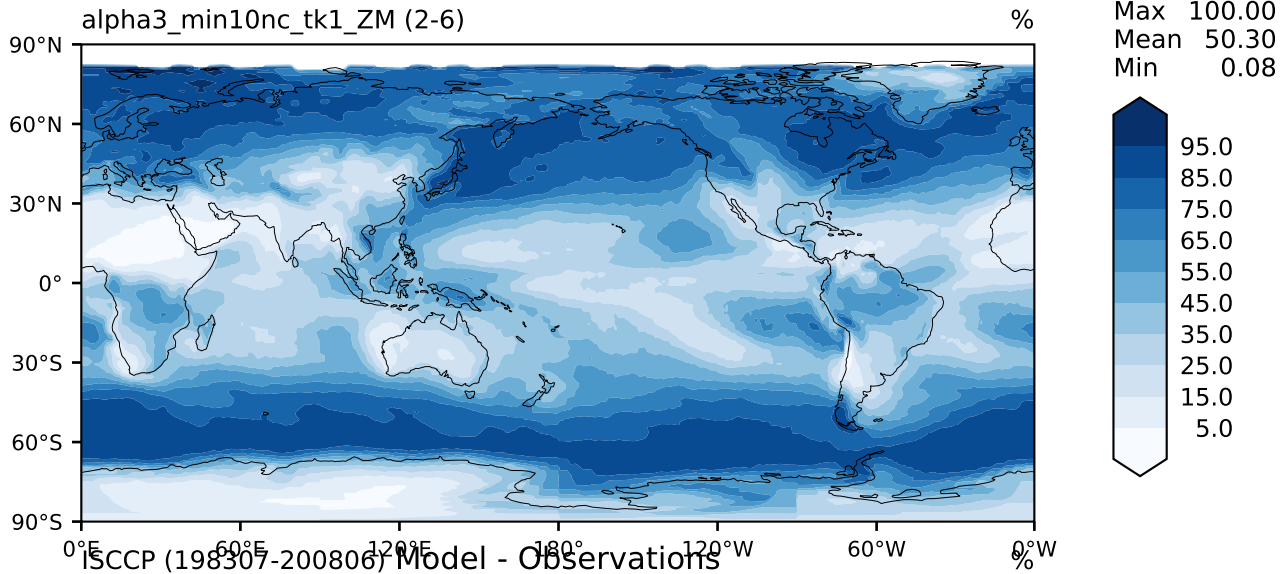 alpha3_min10nc_tk1_ZM (2-6) %
Max 100.00
Mean 50.30
Min 0.08
90°N
60°N
30°N
0°
30°S
60°S
90°S
95.0
85.0
75.0
65.0
55.0
45.0
35.0
25.0
15.0
5.0
0°E 60°E 120°E 180° 120°W 60°W 0°W
ISCCP (198307-200806) Model - Observations %